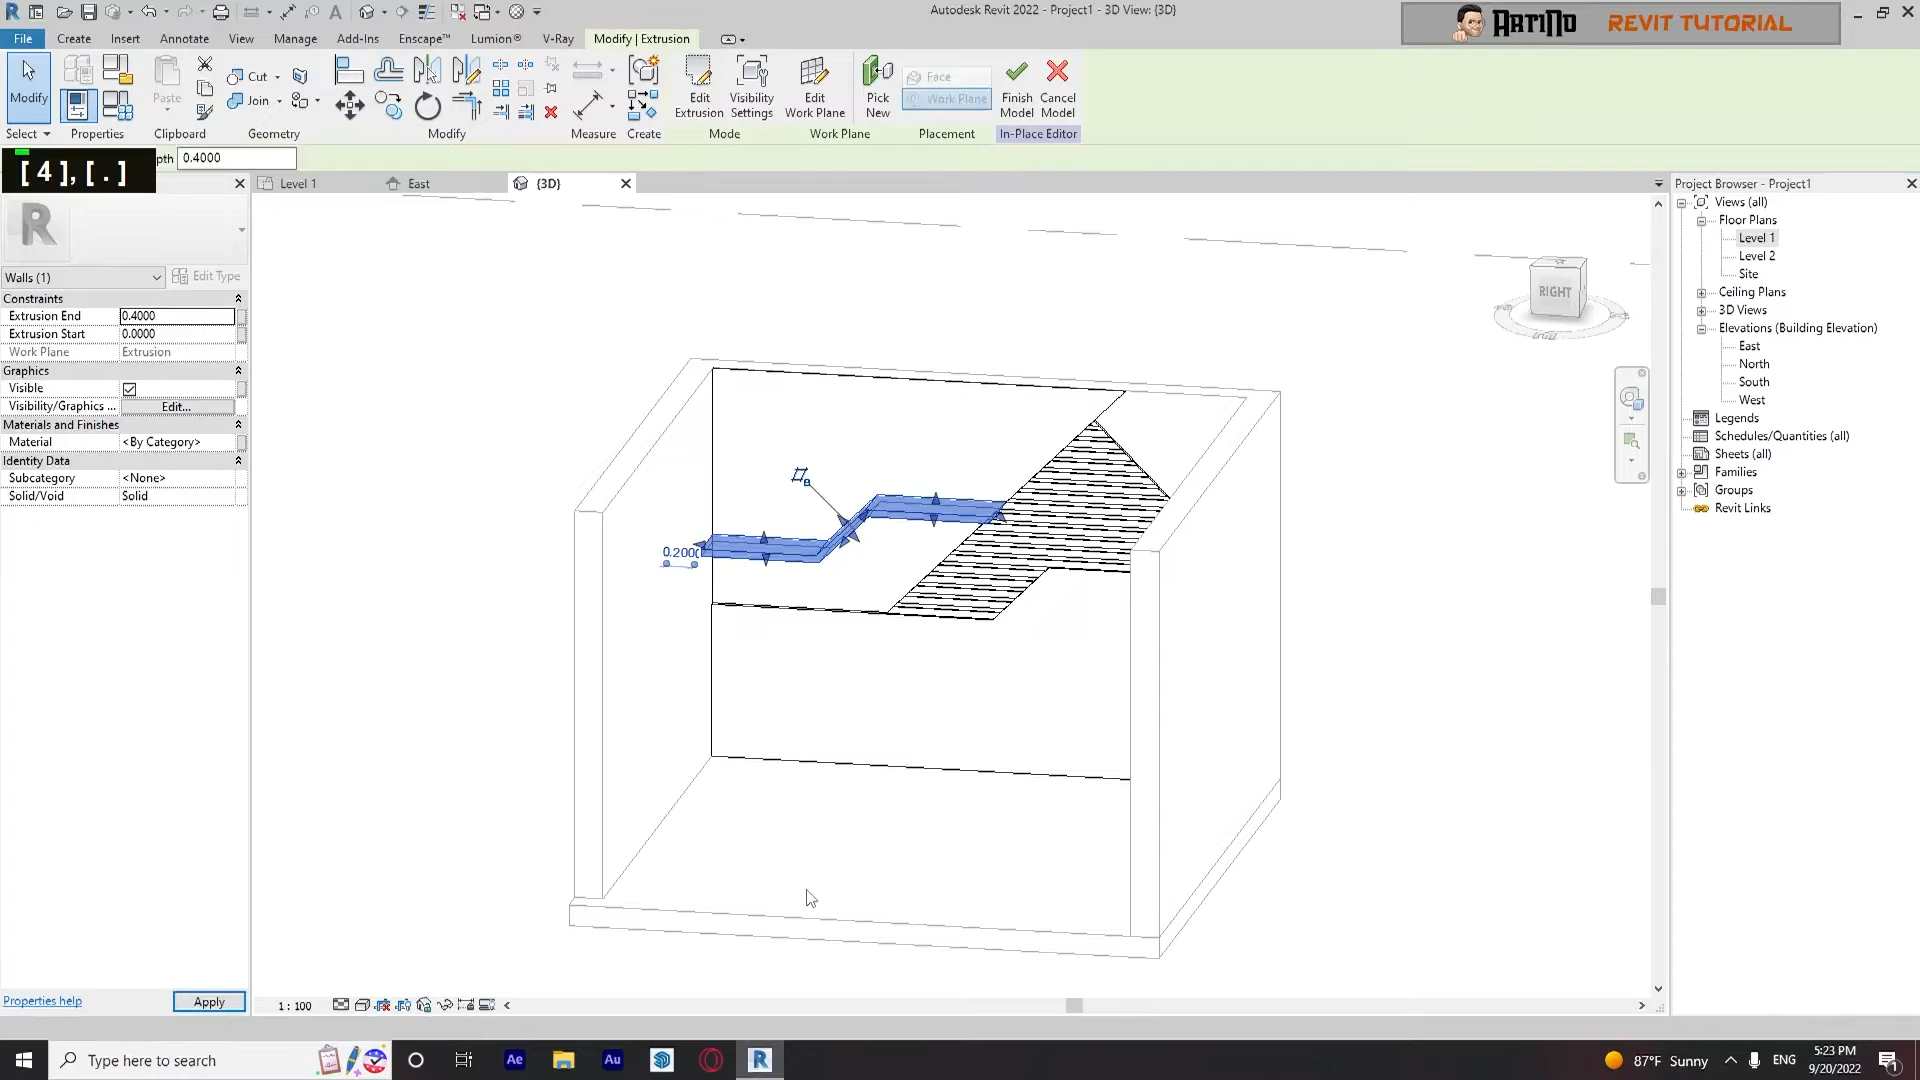 Autodesk Revit 2022 - Project1 - 3D View: {3D}
ARTINO REVIT TUTORIAL
File Create Insert Annotate View Manage Add-Ins Enscape™ Lumion® V-Ray Modify | Extrusion
Modify
Paste
Cut
Join
Edit Extrusion
Visibility Settings
Edit Work Plane
Pick New
Face
Work Plane
Finish Model
Cancel Model
Select Properties Clipboard Geometry Modify Measure Create Mode Work Plane Placement In-Place Editor
[4],[.]
pth 0.4000
Level 1
East
{3D}
Project Browser - Project1
R
Walls (1)
Edit Type
Constraints
Extrusion End 0.4000
Extrusion Start 0.0000
Work Plane Extrusion
Graphics
Visible
Visibility/Graphics ... Edit...
Materials and Finishes
Material <By Category>
Identity Data
Subcategory <None>
Solid/Void Solid
Properties help
Apply
0.200
RIGHT
Views (all)
Floor Plans
Level 1
Level 2
Site
Ceiling Plans
3D Views
Elevations (Building Elevation)
East
North
South
West
Legends
Schedules/Quantities (all)
Sheets (all)
Families
Groups
Revit Links
1 : 100
Type here to search
Ae
Au
R
87°F Sunny
ENG
5:23 PM
9/20/2022
1